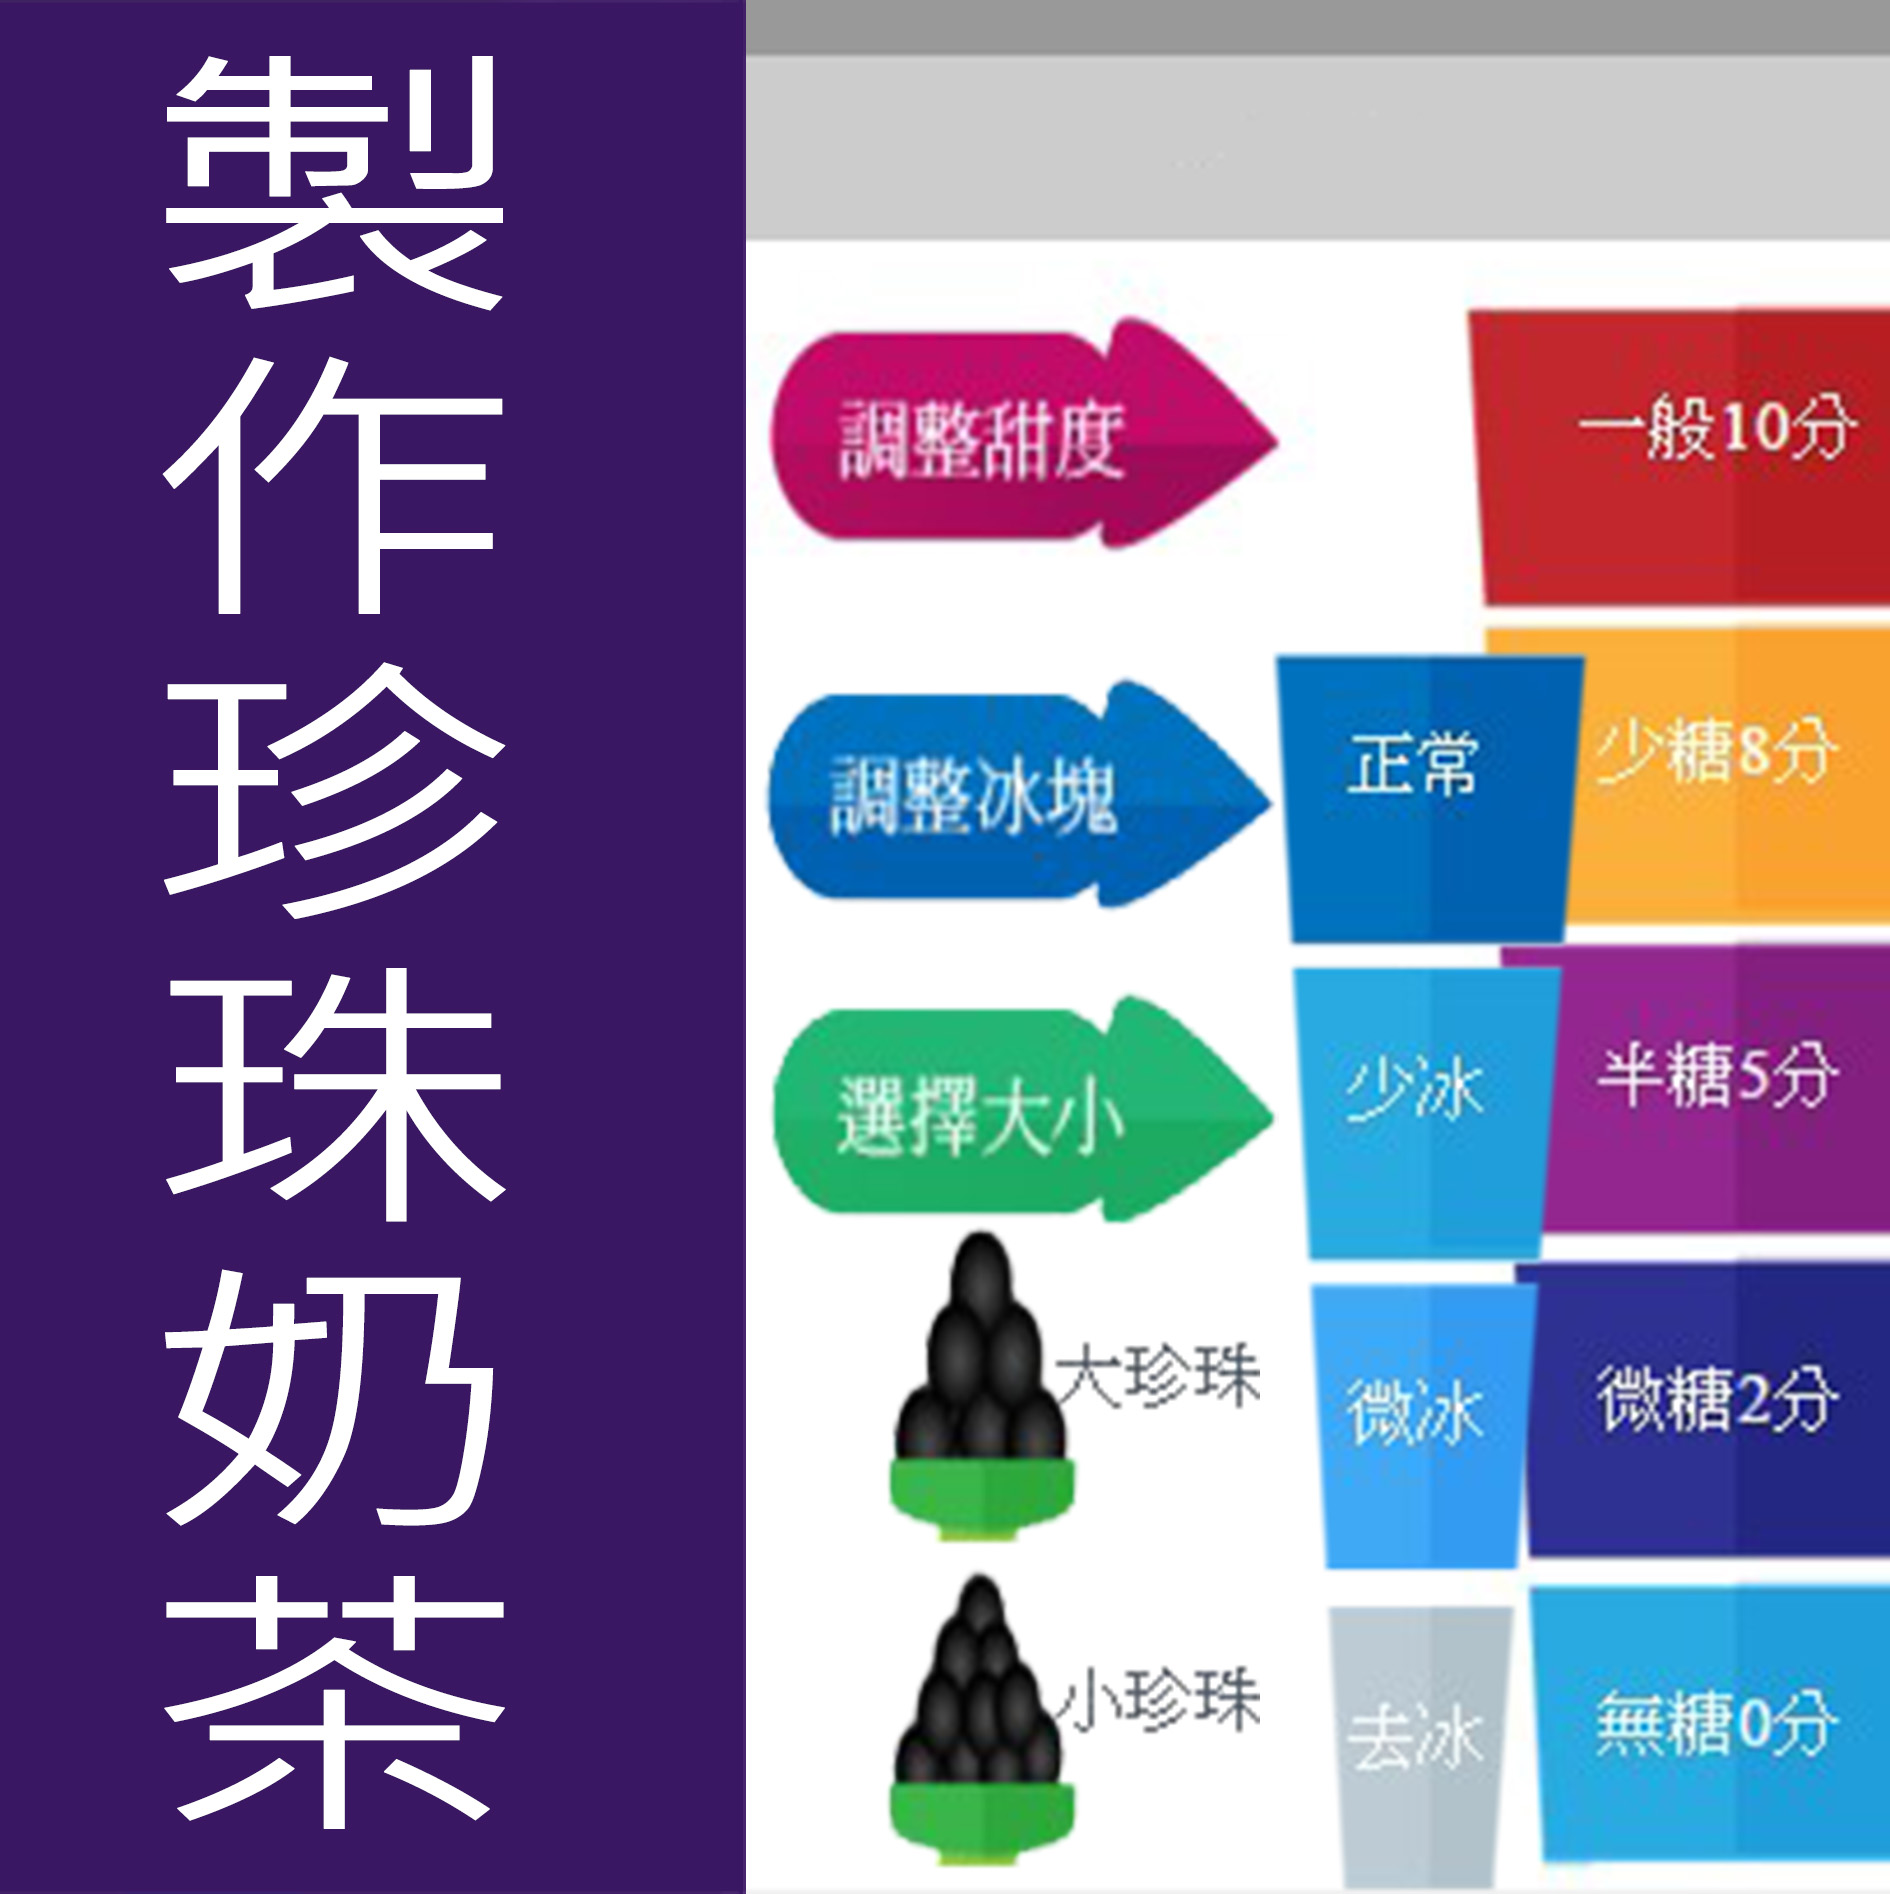 製作珍珠奶茶
調整甜度
一般10分
少糖8分
半糖5分
微糖2分
無糖0分
調整冰塊
正常
少冰
微冰
去冰
選擇大小
大珍珠
小珍珠